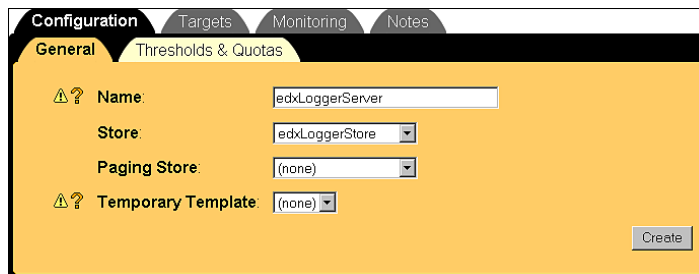 Configuration Targets Monitoring Notes
General Thresholds & Quotas
? Name: edxLoggerServer
Store: edxLoggerStore
Paging Store: (none)
? Temporary Template: (none)
Create